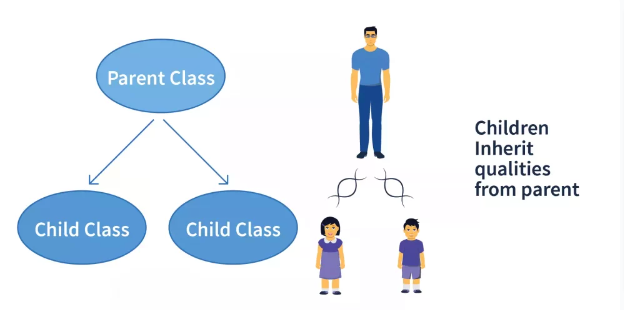 Parent Class
Child Class
Child Class
Children
Inherit
qualities
from parent